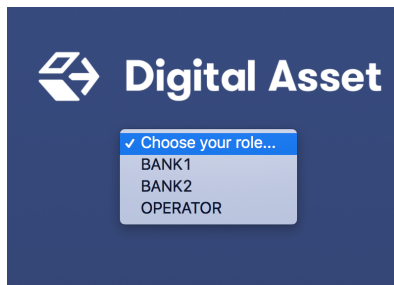 Digital Asset
Choose your role...
BANK1
BANK2
OPERATOR